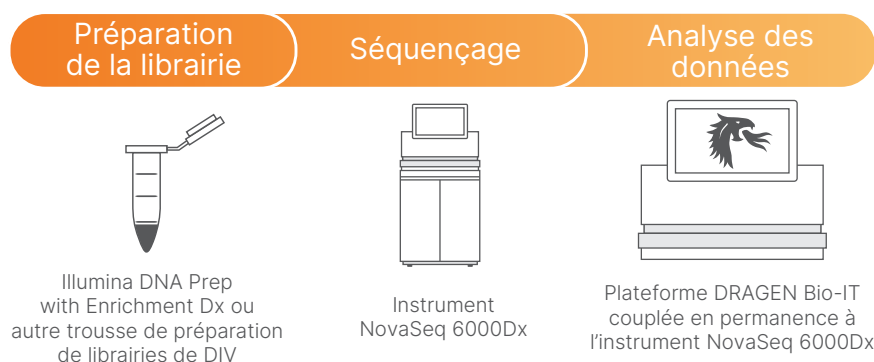 Préparation
de la librairie
Séquençage
Analyse des
données
Illumina DNA Prep
with Enrichment Dx ou
autre trousse de préparation
de librairies de DIV
Instrument
NovaSeq 6000Dx
Plateforme DRAGEN Bio-IT
couplée en permanence à
l’instrument NovaSeq 6000Dx